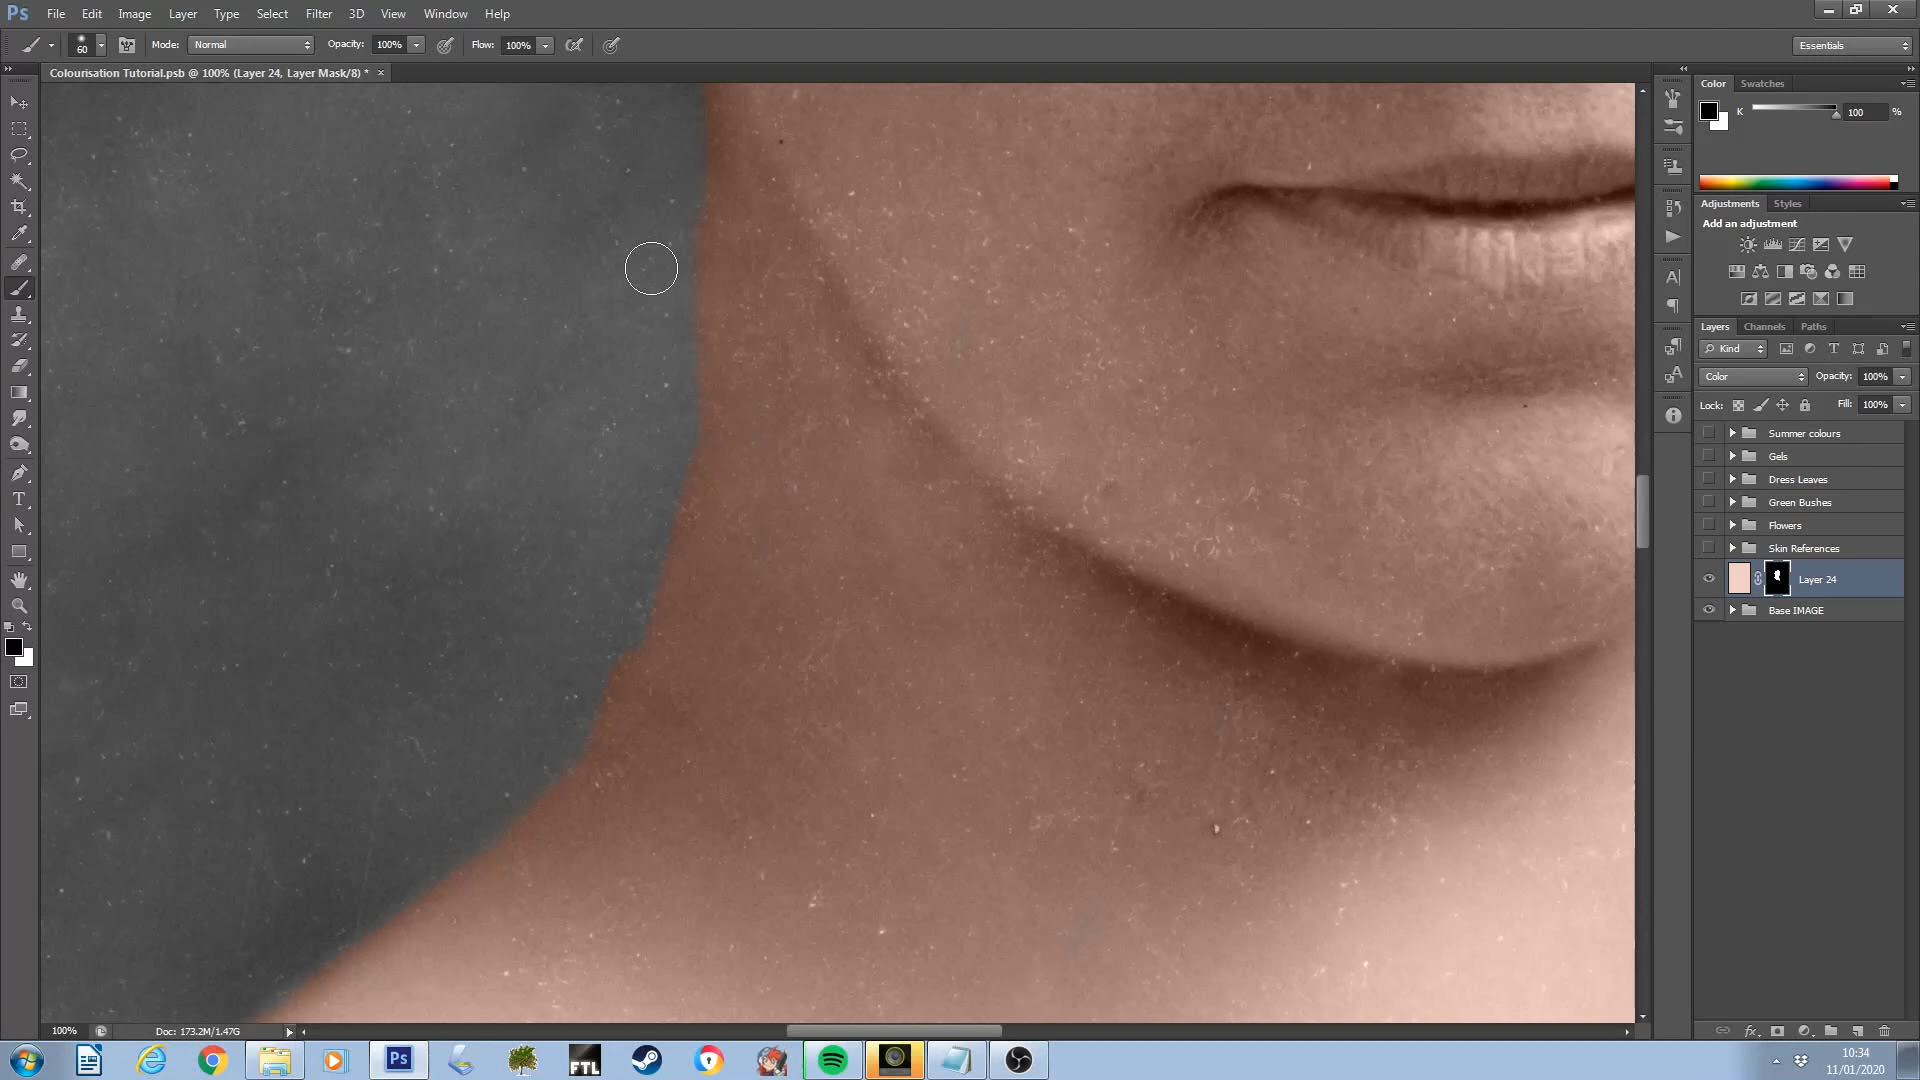 Ps File Edit Image Layer Type Select Filter 3D View Window Help
60 Mode: Normal Opacity: 100% Flow: 100% Essentials
Colourisation Tutorial.psb @ 100% (Layer 24, Layer Mask/8) * ×
Color Swatches
K 100 %
Adjustments Styles
Add an adjustment
Layers Channels Paths
Kind
Color Opacity: 100%
Lock: Fill: 100%
Summer colours
Gels
Dress Leaves
Green Bushes
Flowers
Skin References
Layer 24
Base IMAGE
100% Doc: 173.2M/1.47G
Ps FTL 10:34
11/01/2020